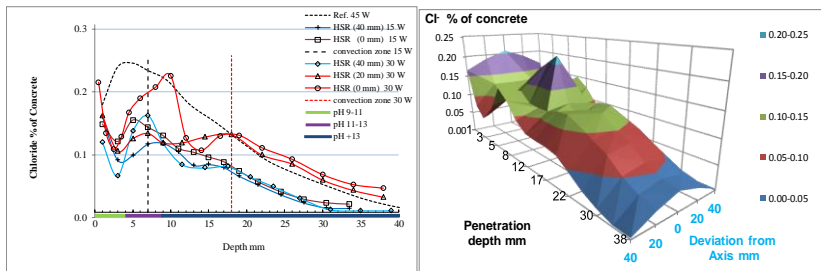 0.3
0.2
0.1
0.0
0
5
10
15
20
25
30
35
40
Chloride % of Concrete
Depth mm
Ref. 45 W
HSR (40 mm) 15 W
HSR (0 mm) 15 W
convection zone 15 W
HSR (40 mm) 30 W
HSR (20 mm) 30 W
HSR (0 mm) 30 W
convection zone 30 W
pH 9-11
pH 11-13
pH +13
Cl- % of concrete
0.25
0.20
0.15
0.10
0.05
0.001
3
5
8
12
17
22
30
38
40
20
0
20
40
Penetration
depth mm
Deviation from
Axis mm
0.20-0.25
0.15-0.20
0.10-0.15
0.05-0.10
0.00-0.05